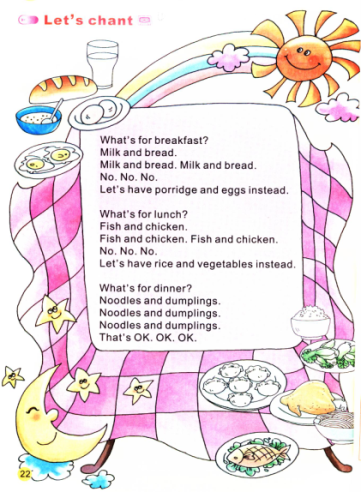 Let's chant
What's for breakfast?
Milk and bread.
Milk and bread. Milk and bread.
No. No. No.
Let's have porridge and eggs instead.
What's for lunch?
Fish and chicken.
Fish and chicken. Fish and chicken.
No. No. No.
Let's have rice and vegetables instead.
What's for dinner?
Noodles and dumplings.
Noodles and dumplings.
Noodles and dumplings.
That's OK. OK. OK.
22